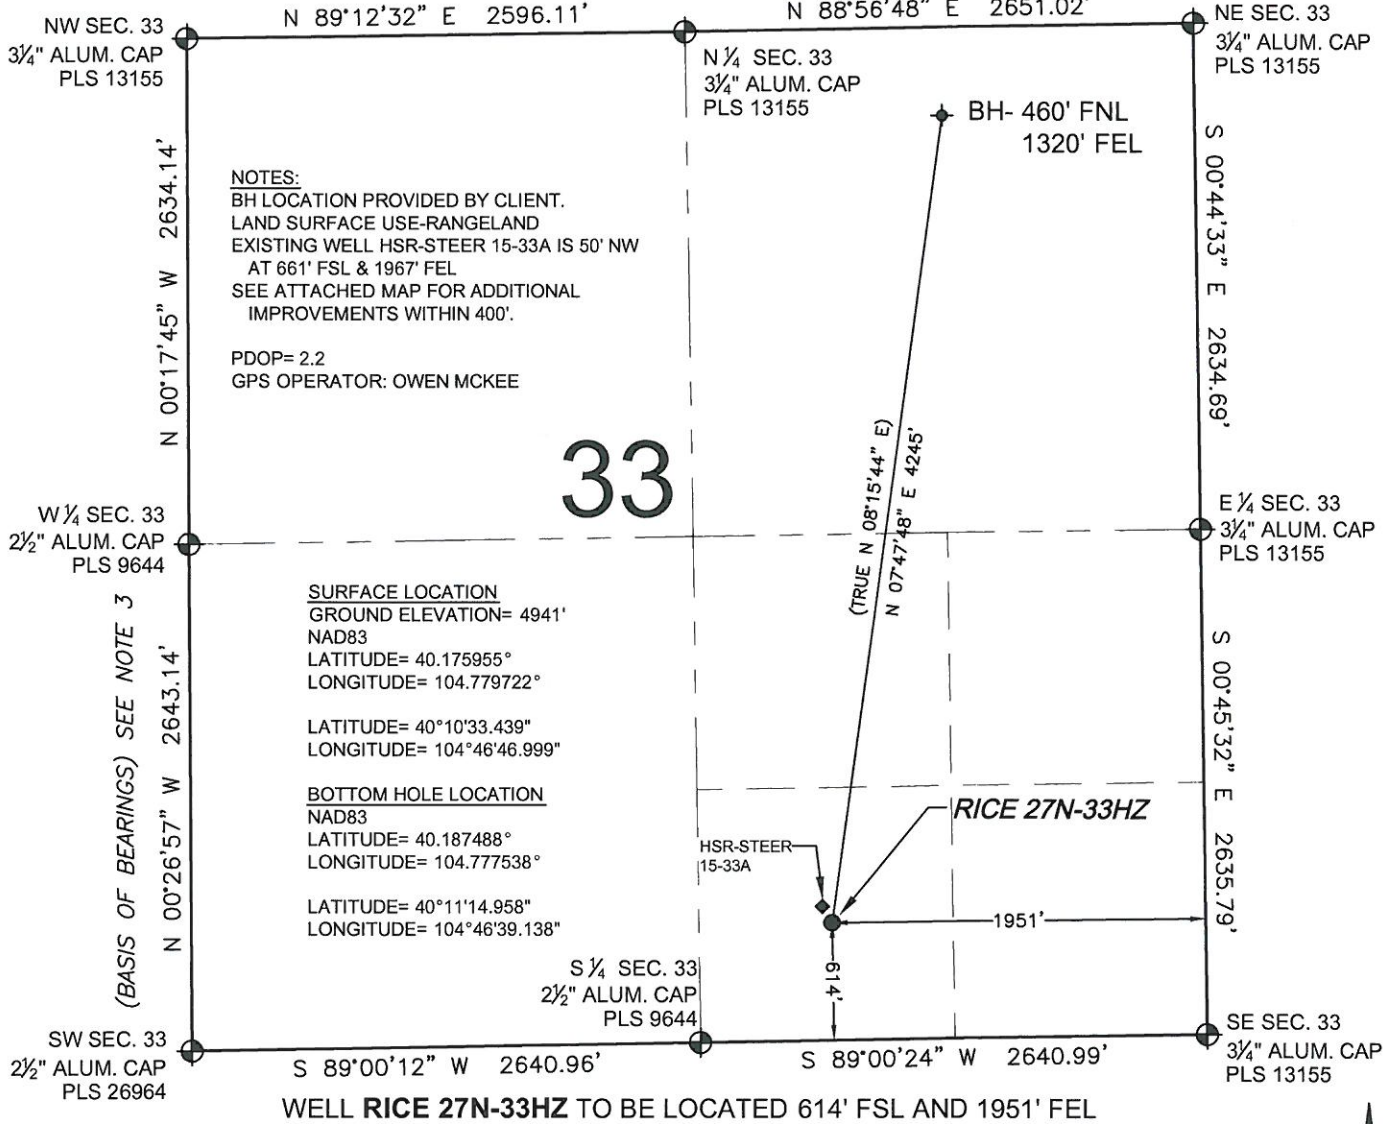 N 89°12'32" E 2596.11'
N 88°56'48" E 2651.02'
NW SEC. 33
3¼" ALUM. CAP
PLS 13155
N ¼ SEC. 33
3¼" ALUM. CAP
PLS 13155
NE SEC. 33
3¼" ALUM. CAP
PLS 13155
BH- 460' FNL
1320' FEL
N 00°17'45" W 2634.14'
S 00°44'33" E 2634.69'
NOTES:
BH LOCATION PROVIDED BY CLIENT.
LAND SURFACE USE-RANGELAND
EXISTING WELL HSR-STEER 15-33A IS 50' NW
AT 661' FSL & 1967' FEL
SEE ATTACHED MAP FOR ADDITIONAL
IMPROVEMENTS WITHIN 400'.
PDOP= 2.2
GPS OPERATOR: OWEN MCKEE
33
(TRUE N 08°15'44" E)
N 07°47'48" E 4245'
W ¼ SEC. 33
2½" ALUM. CAP
PLS 9644
E ¼ SEC. 33
3¼" ALUM. CAP
PLS 13155
(BASIS OF BEARINGS) SEE NOTE 3
N 00°26'57" W 2643.14'
SURFACE LOCATION
GROUND ELEVATION= 4941'
NAD83
LATITUDE= 40.175955°
LONGITUDE= 104.779722°
LATITUDE= 40°10'33.439"
LONGITUDE= 104°46'46.999"
BOTTOM HOLE LOCATION
NAD83
LATITUDE= 40.187488°
LONGITUDE= 104.777538°
LATITUDE= 40°11'14.958"
LONGITUDE= 104°46'39.138"
S 00°45'32" E 2635.79'
RICE 27N-33HZ
HSR-STEER
15-33A
1951'
614'
S ¼ SEC. 33
2½" ALUM. CAP
PLS 9644
SW SEC. 33
2½" ALUM. CAP
PLS 26964
SE SEC. 33
3¼" ALUM. CAP
PLS 13155
S 89°00'12" W 2640.96'
S 89°00'24" W 2640.99'
WELL RICE 27N-33HZ TO BE LOCATED 614' FSL AND 1951' FEL